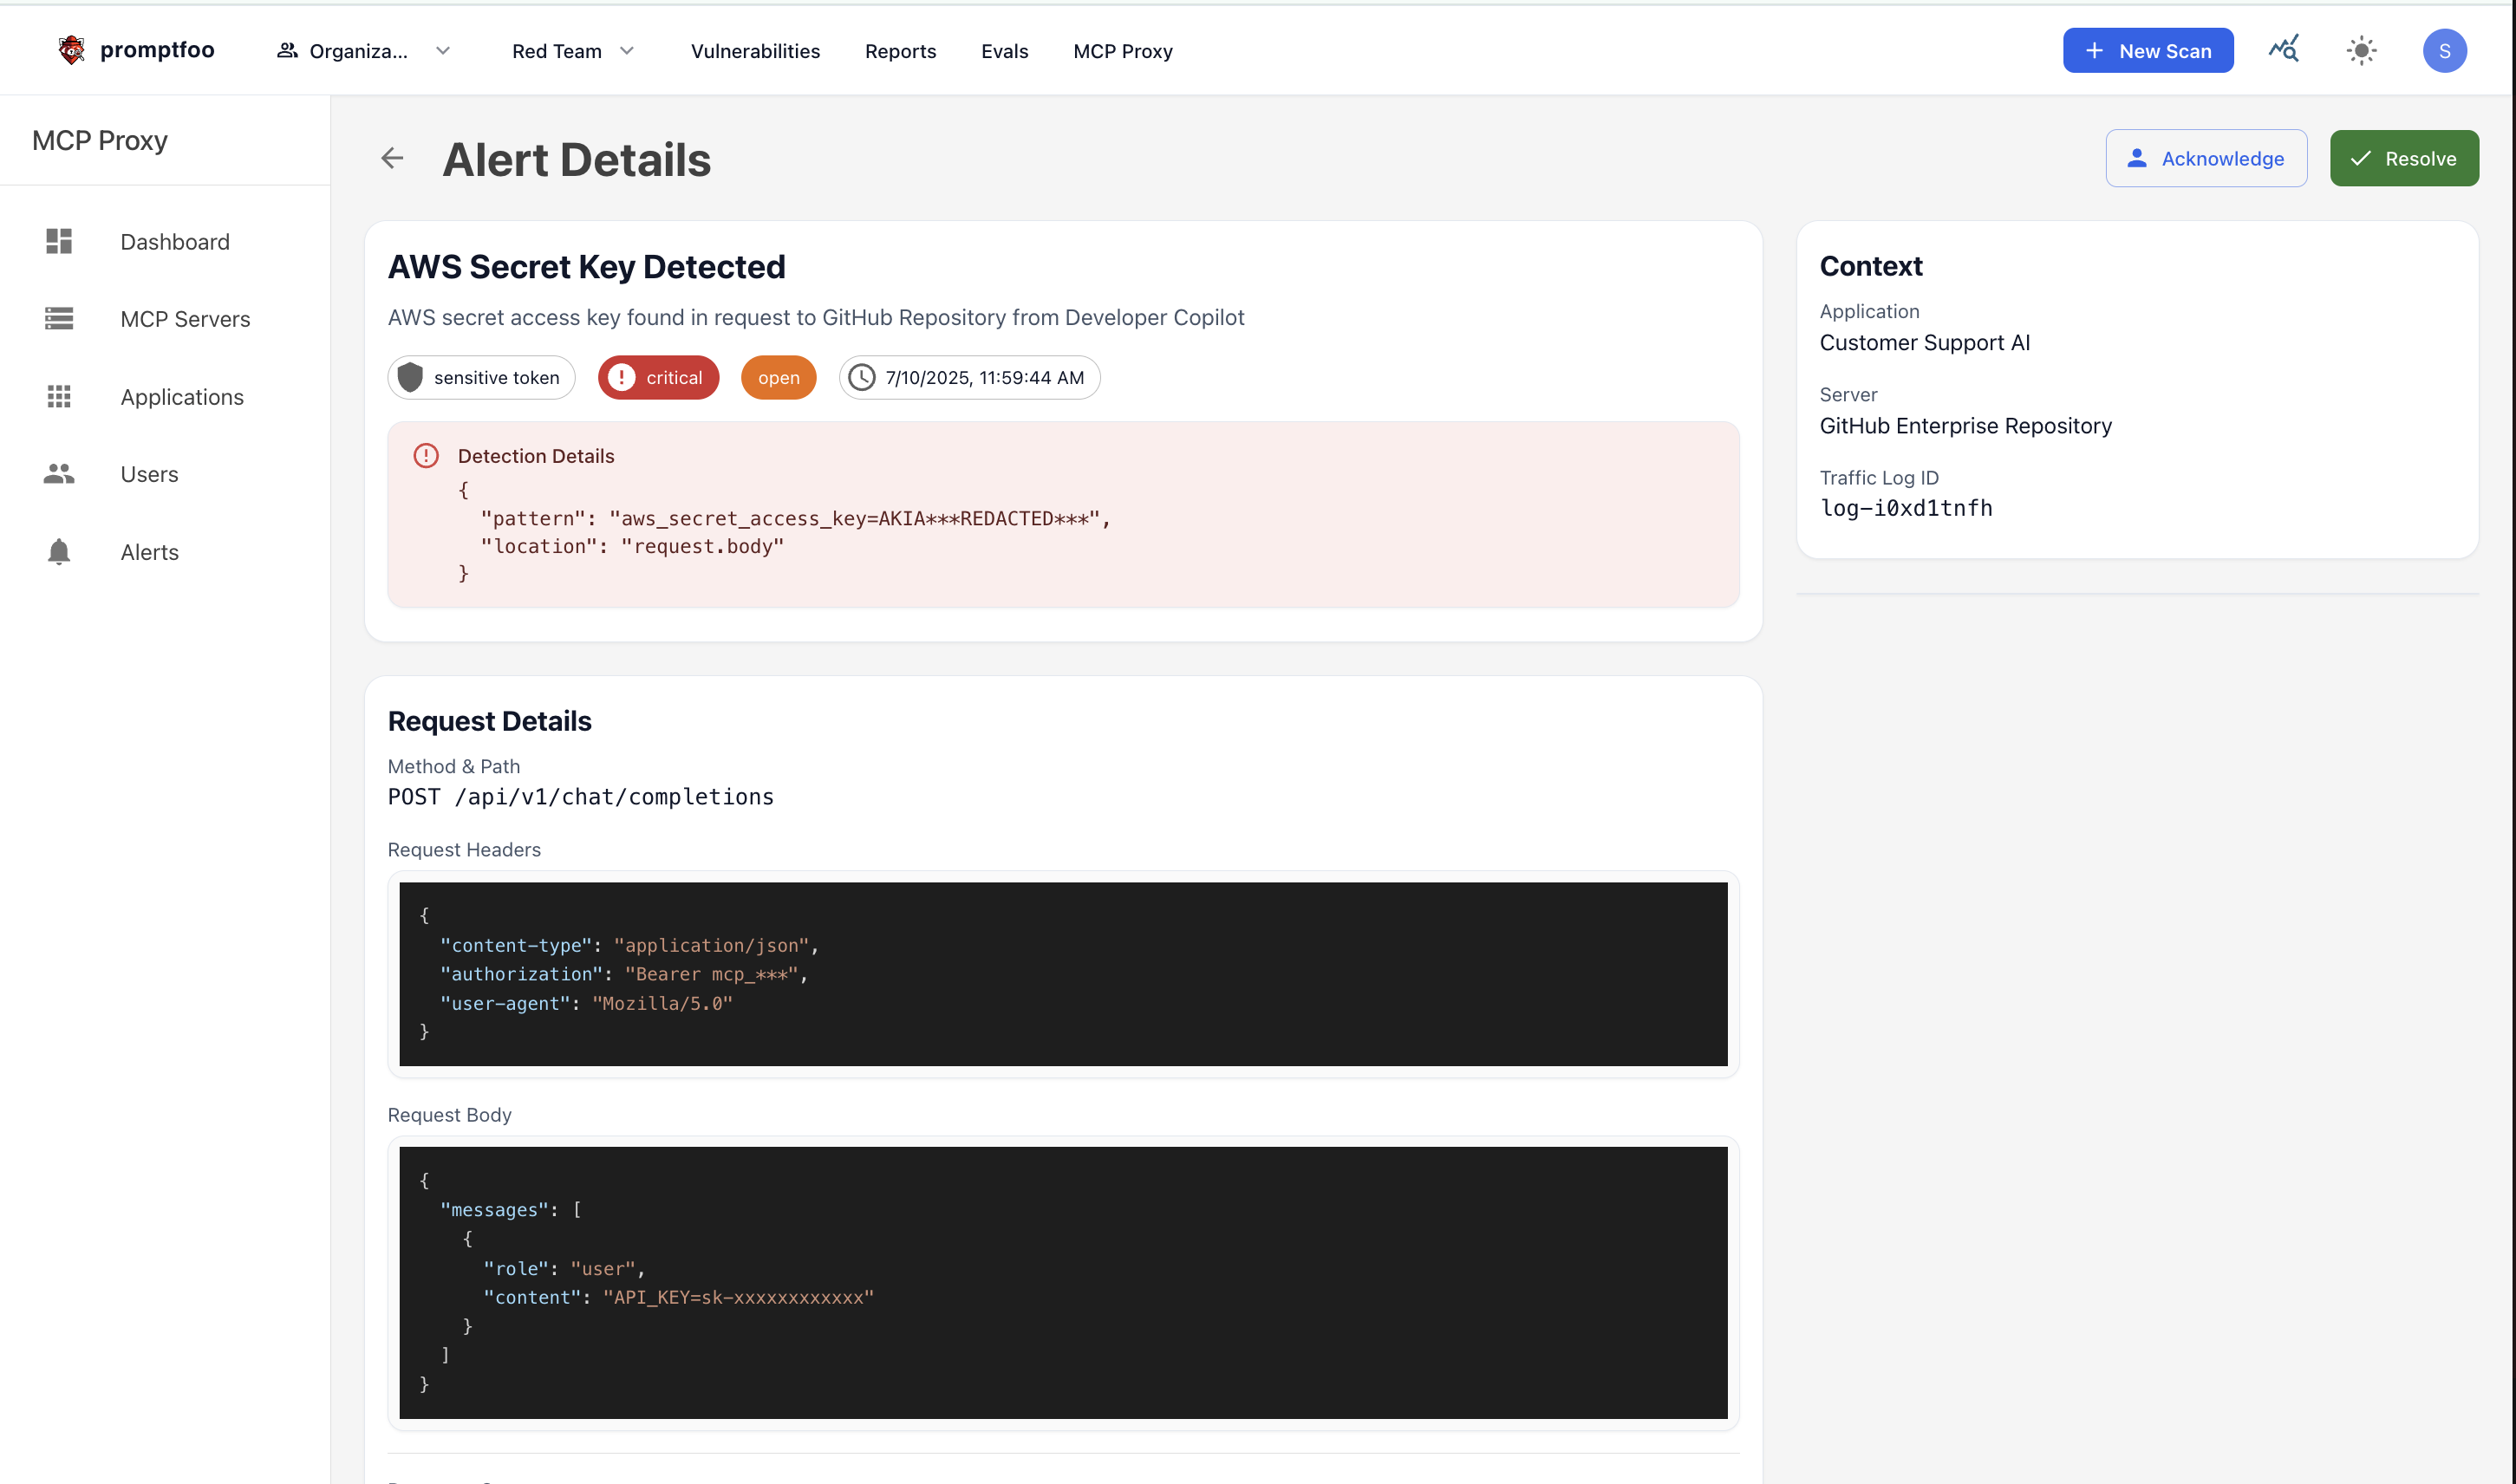 promptfoo
Organiza...
Red Team
Vulnerabilities
Reports
Evals
MCP Proxy
New Scan
S
MCP Proxy
Dashboard
MCP Servers
Applications
Users
Alerts
Alert Details
Acknowledge
Resolve
AWS Secret Key Detected
AWS secret access key found in request to GitHub Repository from Developer Copilot
sensitive token
critical
open
7/10/2025, 11:59:44 AM
Detection Details
{
"pattern": "aws_secret_access_key=AKIA***REDACTED***",
"location": "request.body"
}
Request Details
Method & Path
POST /api/v1/chat/completions
Request Headers
{
"content-type": "application/json",
"authorization": "Bearer mcp_***",
"user-agent": "Mozilla/5.0"
}
Request Body
{
"messages": [
{
"role": "user",
"content": "API_KEY=sk-xxxxxxxxxxxx"
}
]
}
Context
Application
Customer Support AI
Server
GitHub Enterprise Repository
Traffic Log ID
log-i0xd1tnfh